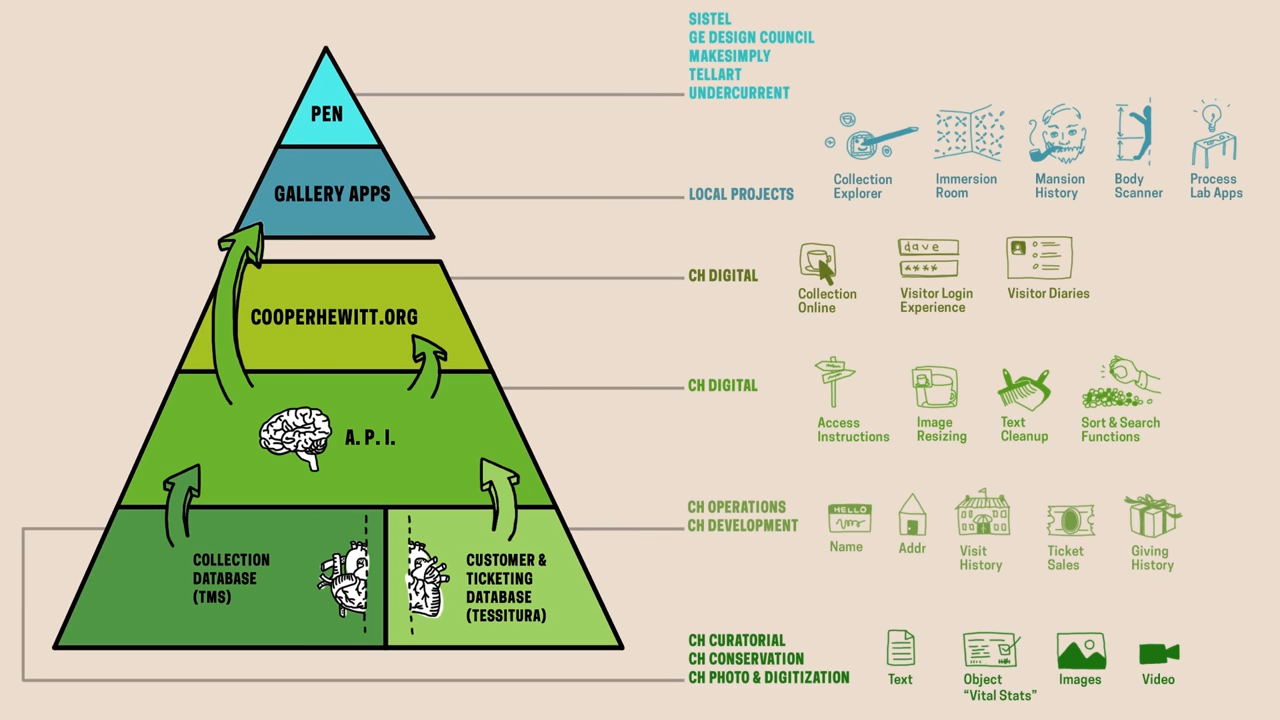 SISTEL
GE DESIGN COUNCIL
MAKESIMPLY
TELLART
UNDERCURRENT
PEN
GALLERY APPS
LOCAL PROJECTS
Collection
Explorer
Immersion
Room
Mansion
History
Body
Scanner
Process
Lab Apps
COOPERHEWITT.ORG
CH DIGITAL
Collection
Online
dave
****
Visitor Login
Experience
Visitor Diaries
A. P. I.
CH DIGITAL
Access
Instructions
Image
Resizing
Text
Cleanup
Sort & Search
Functions
COLLECTION
DATABASE
(TMS)
CUSTOMER &
TICKETING
DATABASE
(TESSITURA)
CH OPERATIONS
CH DEVELOPMENT
HELLO
Name
Addr
Visit
History
Ticket
Sales
Giving
History
CH CURATORIAL
CH CONSERVATION
CH PHOTO & DIGITIZATION
Text
Object
“Vital Stats”
Images
Video